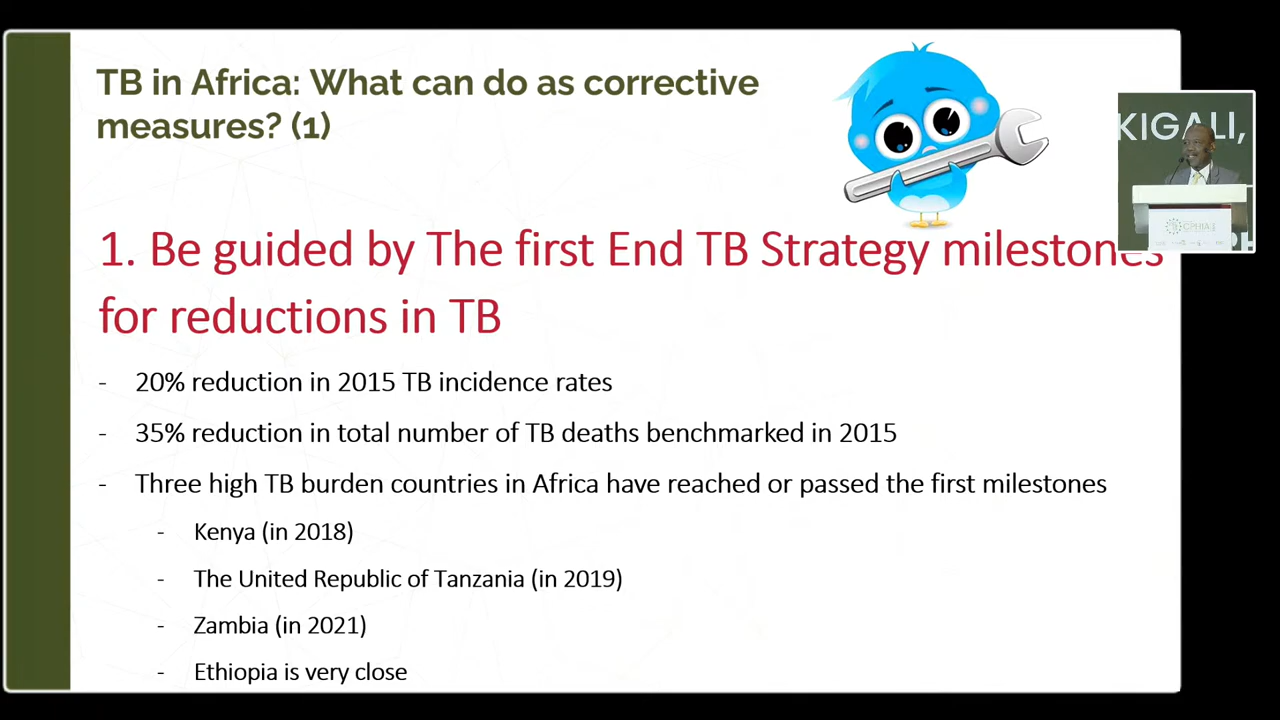 TB in Africa: What can do as corrective
measures? (1)
KIGALI,
CPHIA
1. Be guided by The first End TB Strategy milestones
for reductions in TB
- 20% reduction in 2015 TB incidence rates
- 35% reduction in total number of TB deaths benchmarked in 2015
- Three high TB burden countries in Africa have reached or passed the first milestones
- Kenya (in 2018)
- The United Republic of Tanzania (in 2019)
- Zambia (in 2021)
- Ethiopia is very close